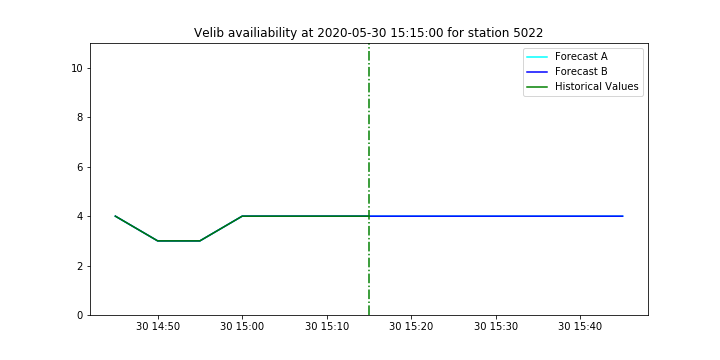 Velib availiability at 2020-05-30 15:15:00 for station 5022
Forecast A
Forecast B
Historical Values
10
8
6
4
2
0
30 14:50 30 15:00 30 15:10 30 15:20 30 15:30 30 15:40